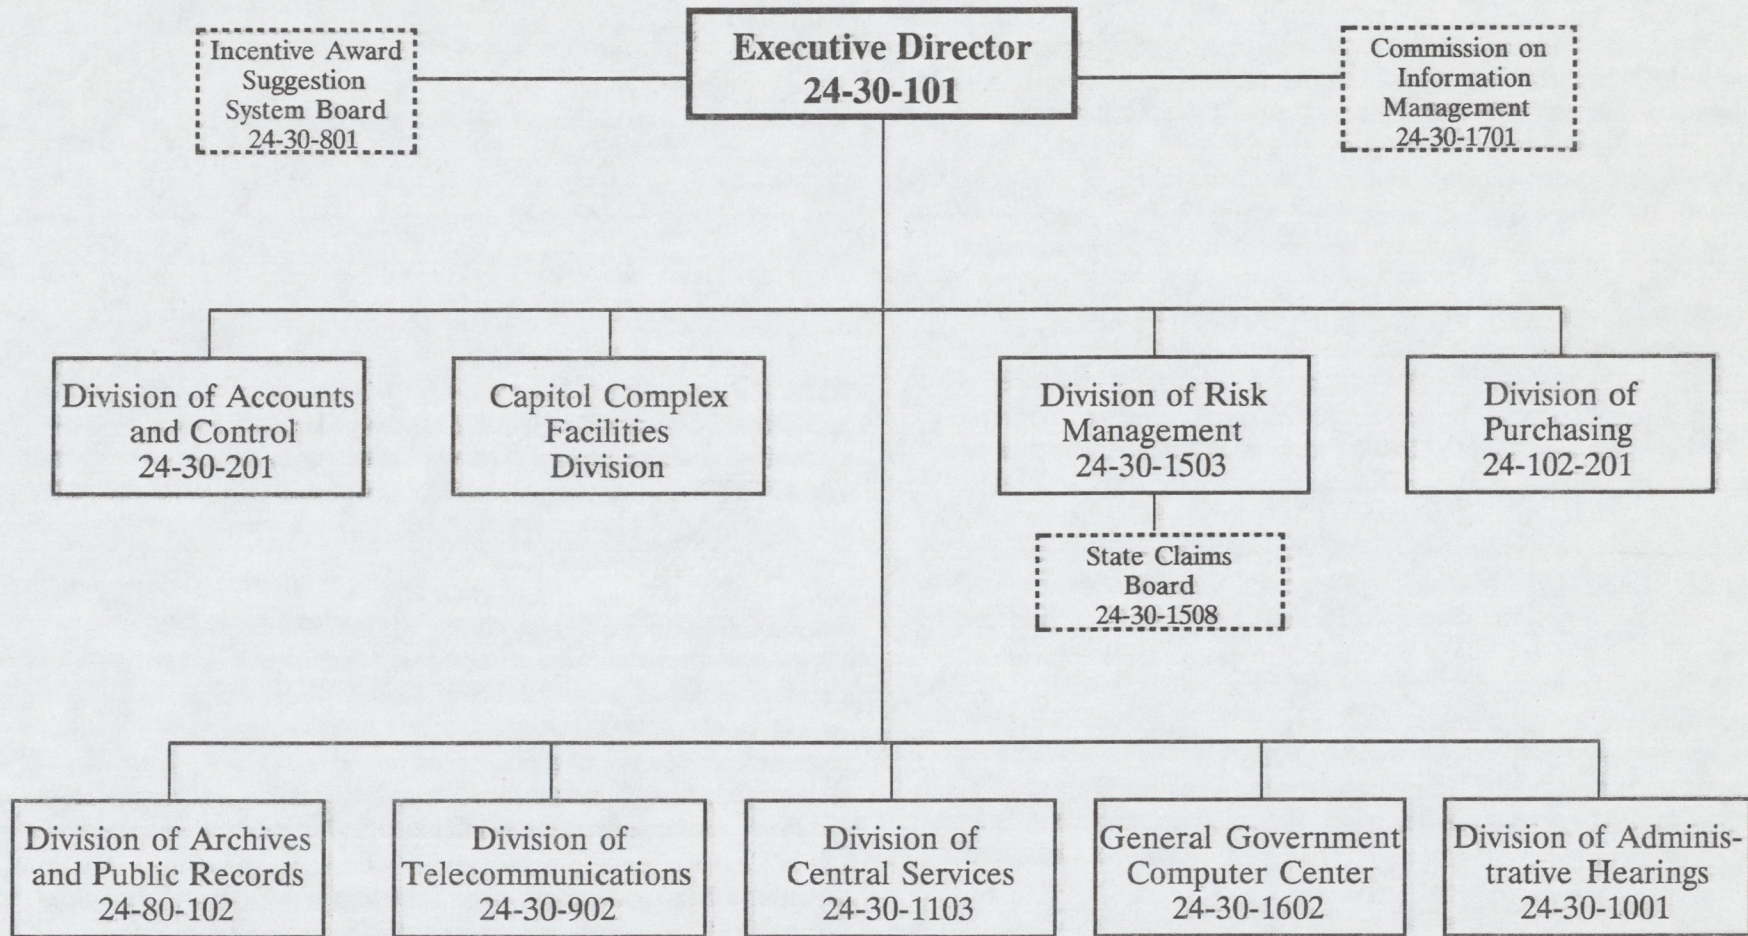 Incentive Award
Suggestion
System Board
24-30-801
Executive Director
24-30-101
Commission on
Information
Management
24-30-1701
Division of Accounts
and Control
24-30-201
Capitol Complex
Facilities
Division
Division of Risk
Management
24-30-1503
Division of
Purchasing
24-102-201
State Claims
Board
24-30-1508
Division of Archives
and Public Records
24-80-102
Division of
Telecommunications
24-30-902
Division of
Central Services
24-30-1103
General Government
Computer Center
24-30-1602
Division of Adminis-
trative Hearings
24-30-1001